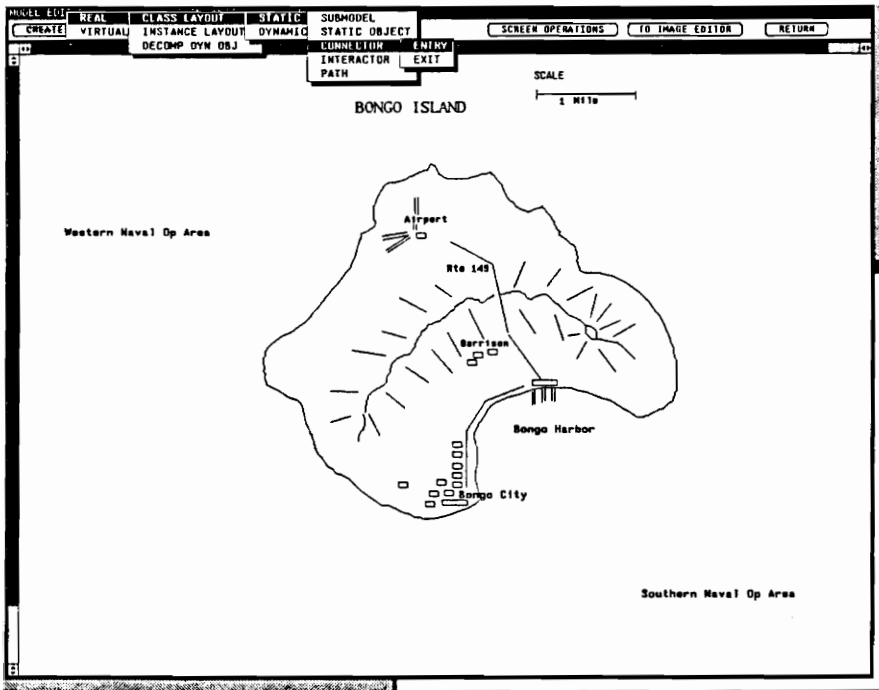 MODEL EDI
CREATE
REAL
VIRTUAL
CLASS LAYOUT
INSTANCE LAYOUT
DECOMP DYN OBJ
STATIC
DYNAMIC
SUBMODEL
STATIC OBJECT
CONNECTOR
INTERACTOR
PATH
ENTRY
EXIT
SCREEN OPERATIONS
TO IMAGE EDITOR
RETURN
SCALE
1 Mile
BONGO ISLAND
Airport
Western Naval Op Area
Rte 145
Garrison
Bongo Harbor
Bongo City
Southern Naval Op Area